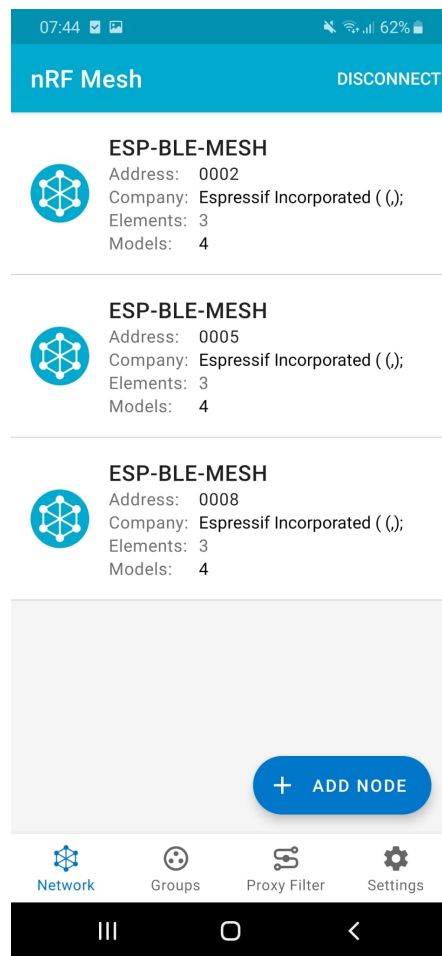 07:44 62%
nRF Mesh DISCONNECT
ESP-BLE-MESH
Address: 0002
Company: Espressif Incorporated ( (,);
Elements: 3
Models: 4
ESP-BLE-MESH
Address: 0005
Company: Espressif Incorporated ( (,);
Elements: 3
Models: 4
ESP-BLE-MESH
Address: 0008
Company: Espressif Incorporated ( (,);
Elements: 3
Models: 4
+ ADD NODE
Network Groups Proxy Filter Settings